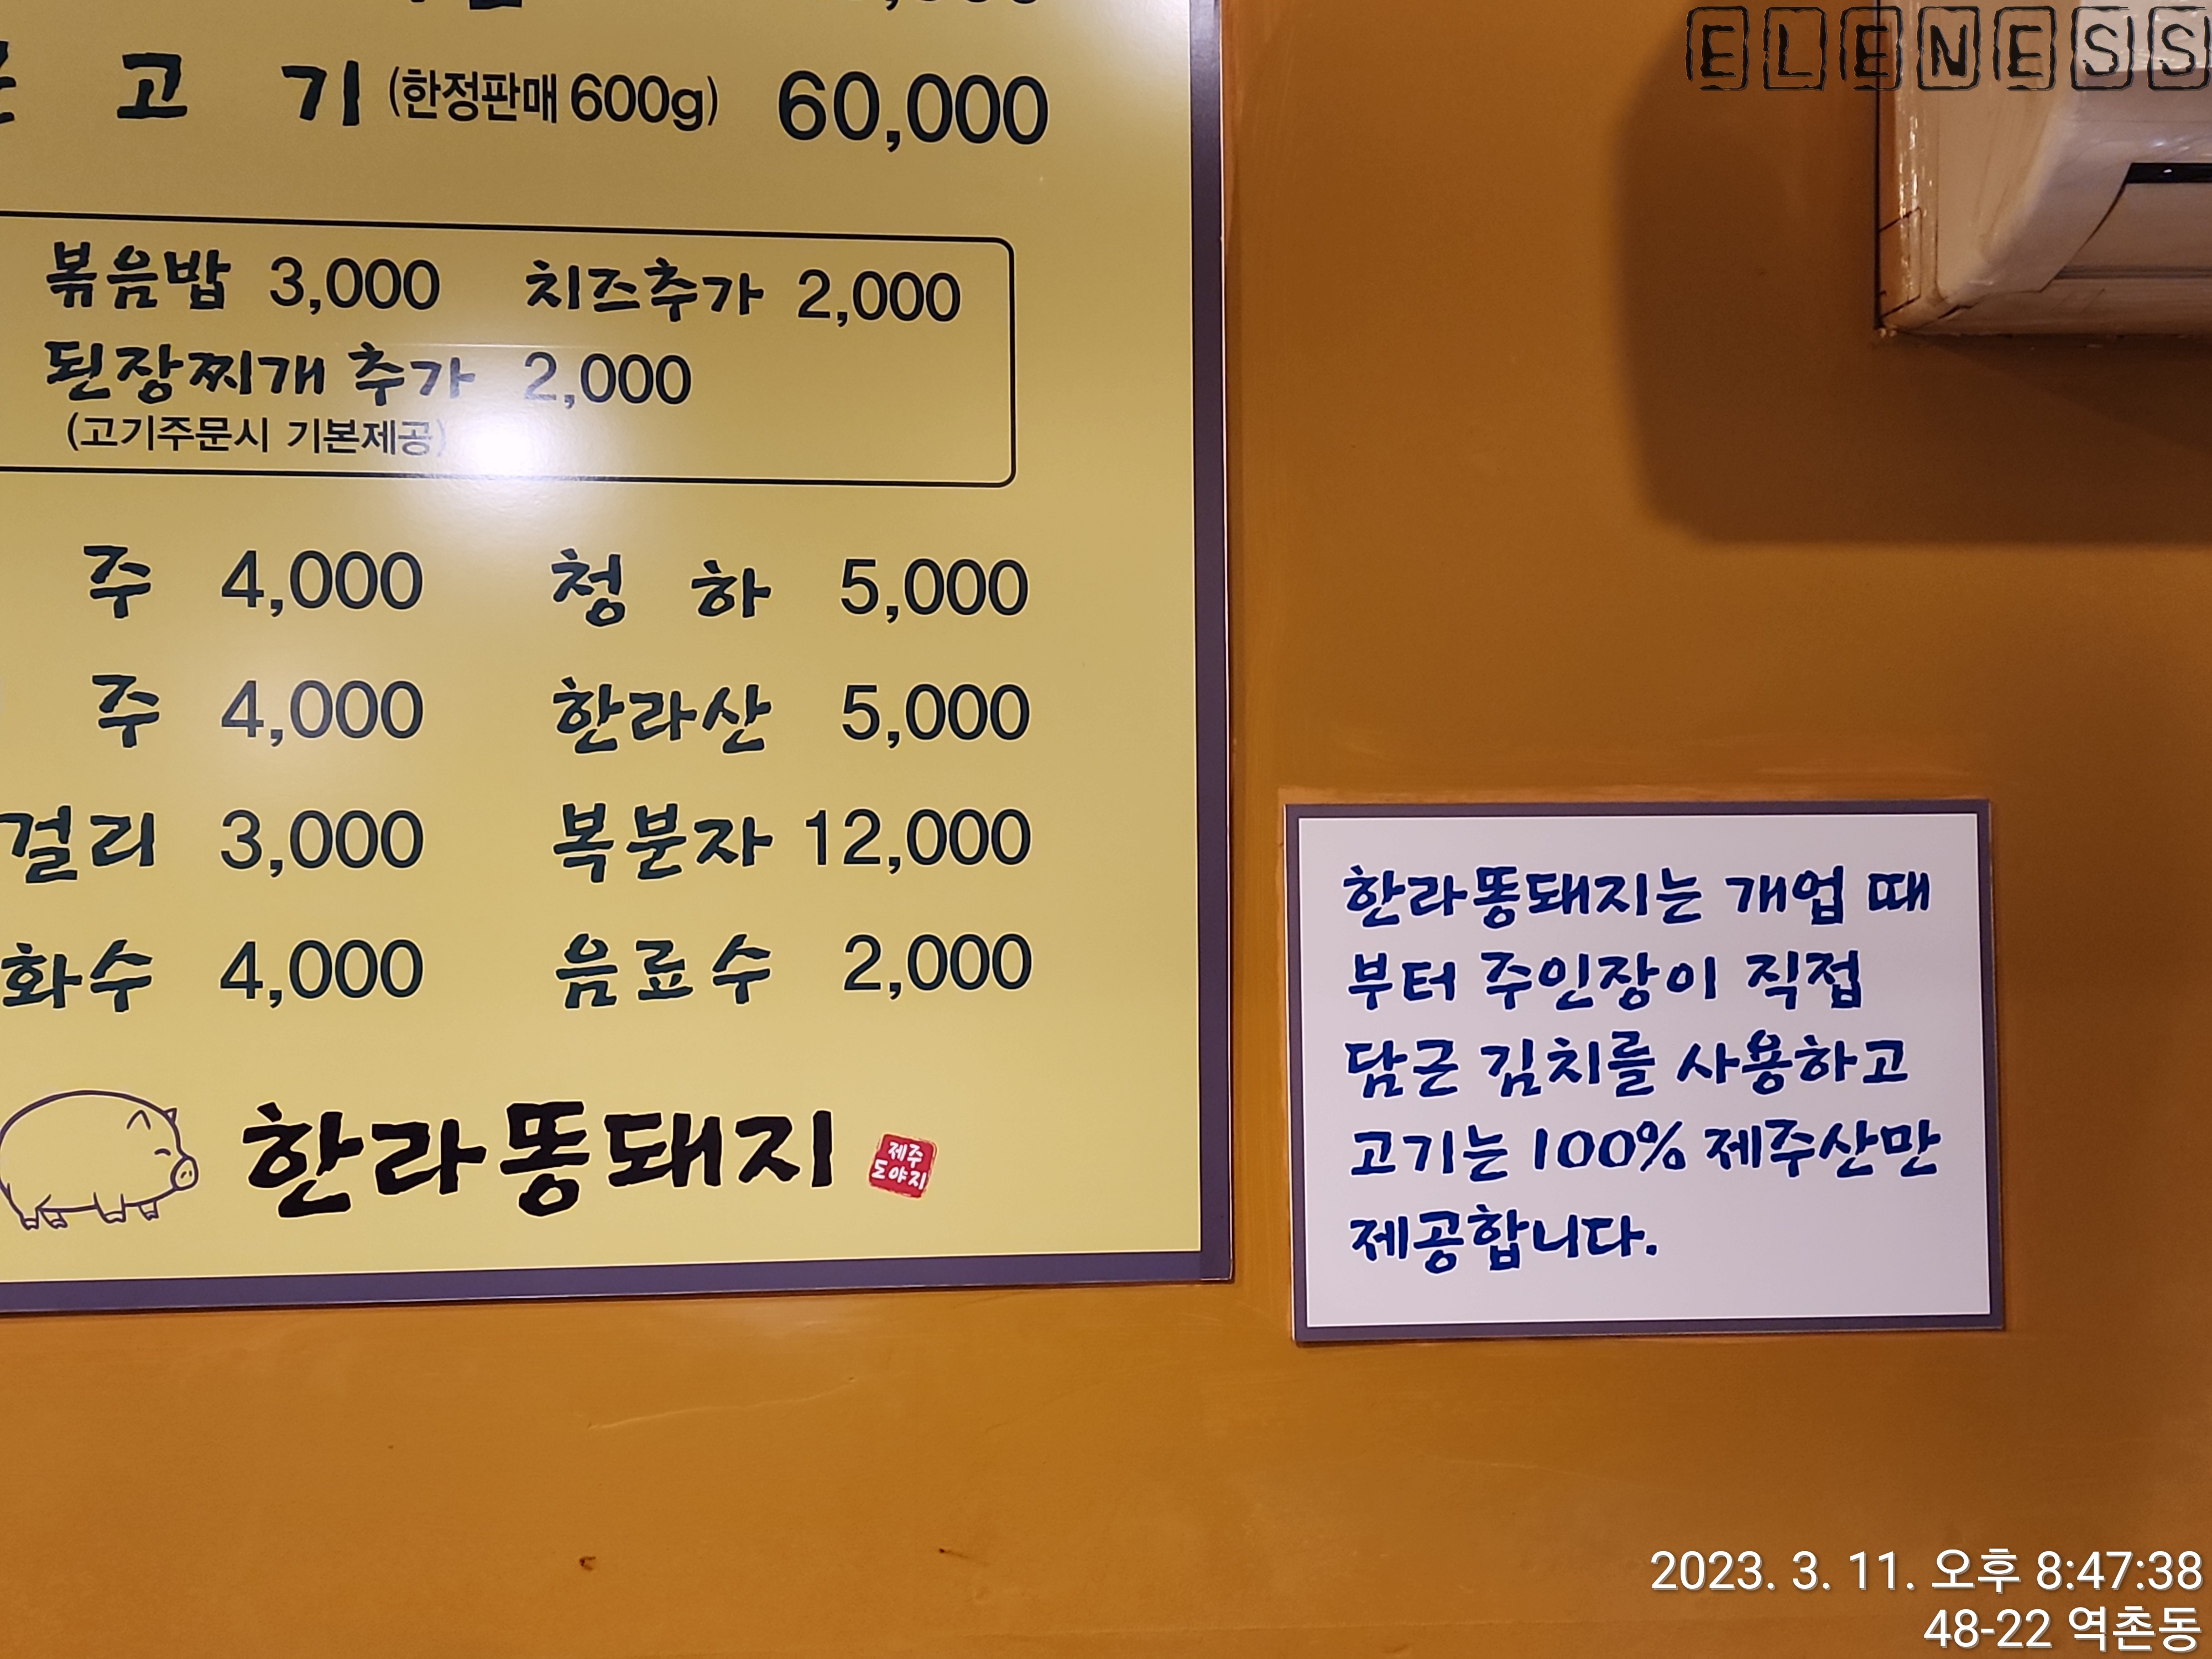 ELENESS
고 기 (한정판매 600g) 60,000
볶음밥 3,000 치즈추가 2,000
된장찌개 추가 2,000
(고기주문시 기본제공)
주 4,000 청 하 5,000
주 4,000 한라산 5,000
걸리 3,000 복분자 12,000
화수 4,000 음료수 2,000
한라똥돼지
제주
도야지
한라똥돼지는 개업 때
부터 주인장이 직접
담근 김치를 사용하고
고기는 100% 제주산만
제공합니다.
2023. 3. 11. 오후 8:47:38
48-22 역촌동